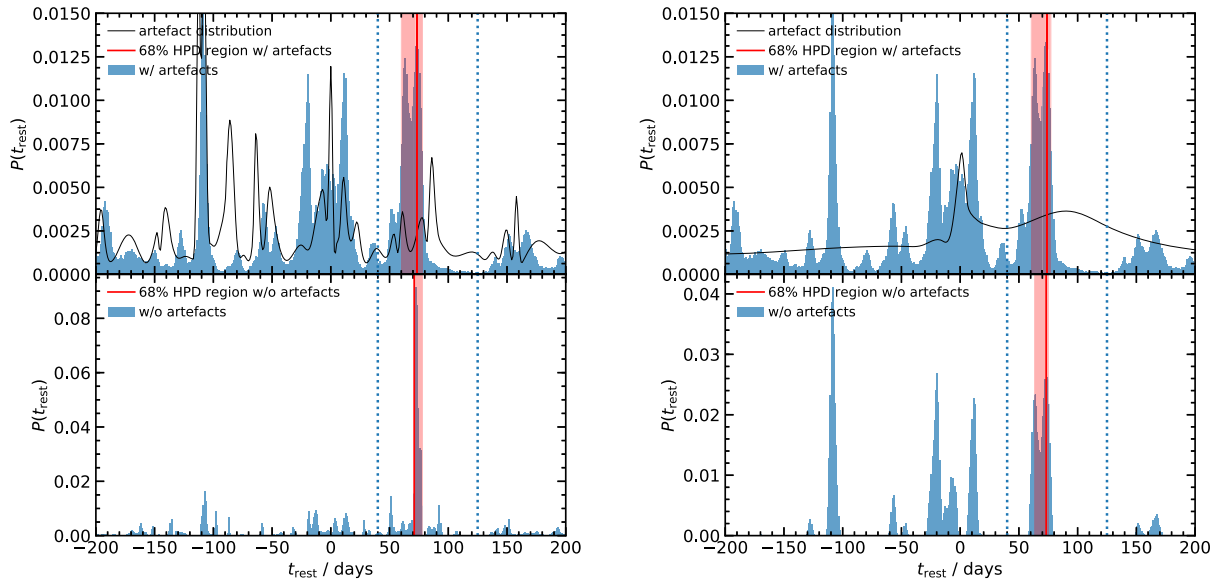 0.0150
0.0125
0.0100
0.0075
0.0050
0.0025
0.0000
P(t_rest)
artefact distribution
68% HPD region w/ artefacts
w/ artefacts
0.08
0.06
0.04
0.02
0.00
P(t_rest)
68% HPD region w/o artefacts
w/o artefacts
−200 −150 −100 −50 0 50 100 150 200
t_rest / days
0.0150
0.0125
0.0100
0.0075
0.0050
0.0025
0.0000
P(t_rest)
artefact distribution
68% HPD region w/ artefacts
w/ artefacts
0.04
0.03
0.02
0.01
0.00
P(t_rest)
68% HPD region w/o artefacts
w/o artefacts
−200 −150 −100 −50 0 50 100 150 200
t_rest / days